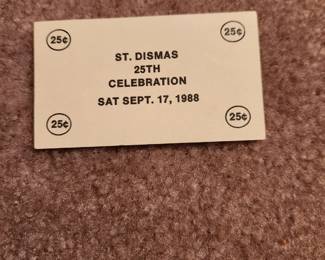 25¢ 25¢
ST. DISMAS
25TH
CELEBRATION
SAT SEPT. 17, 1988
25¢ 25¢